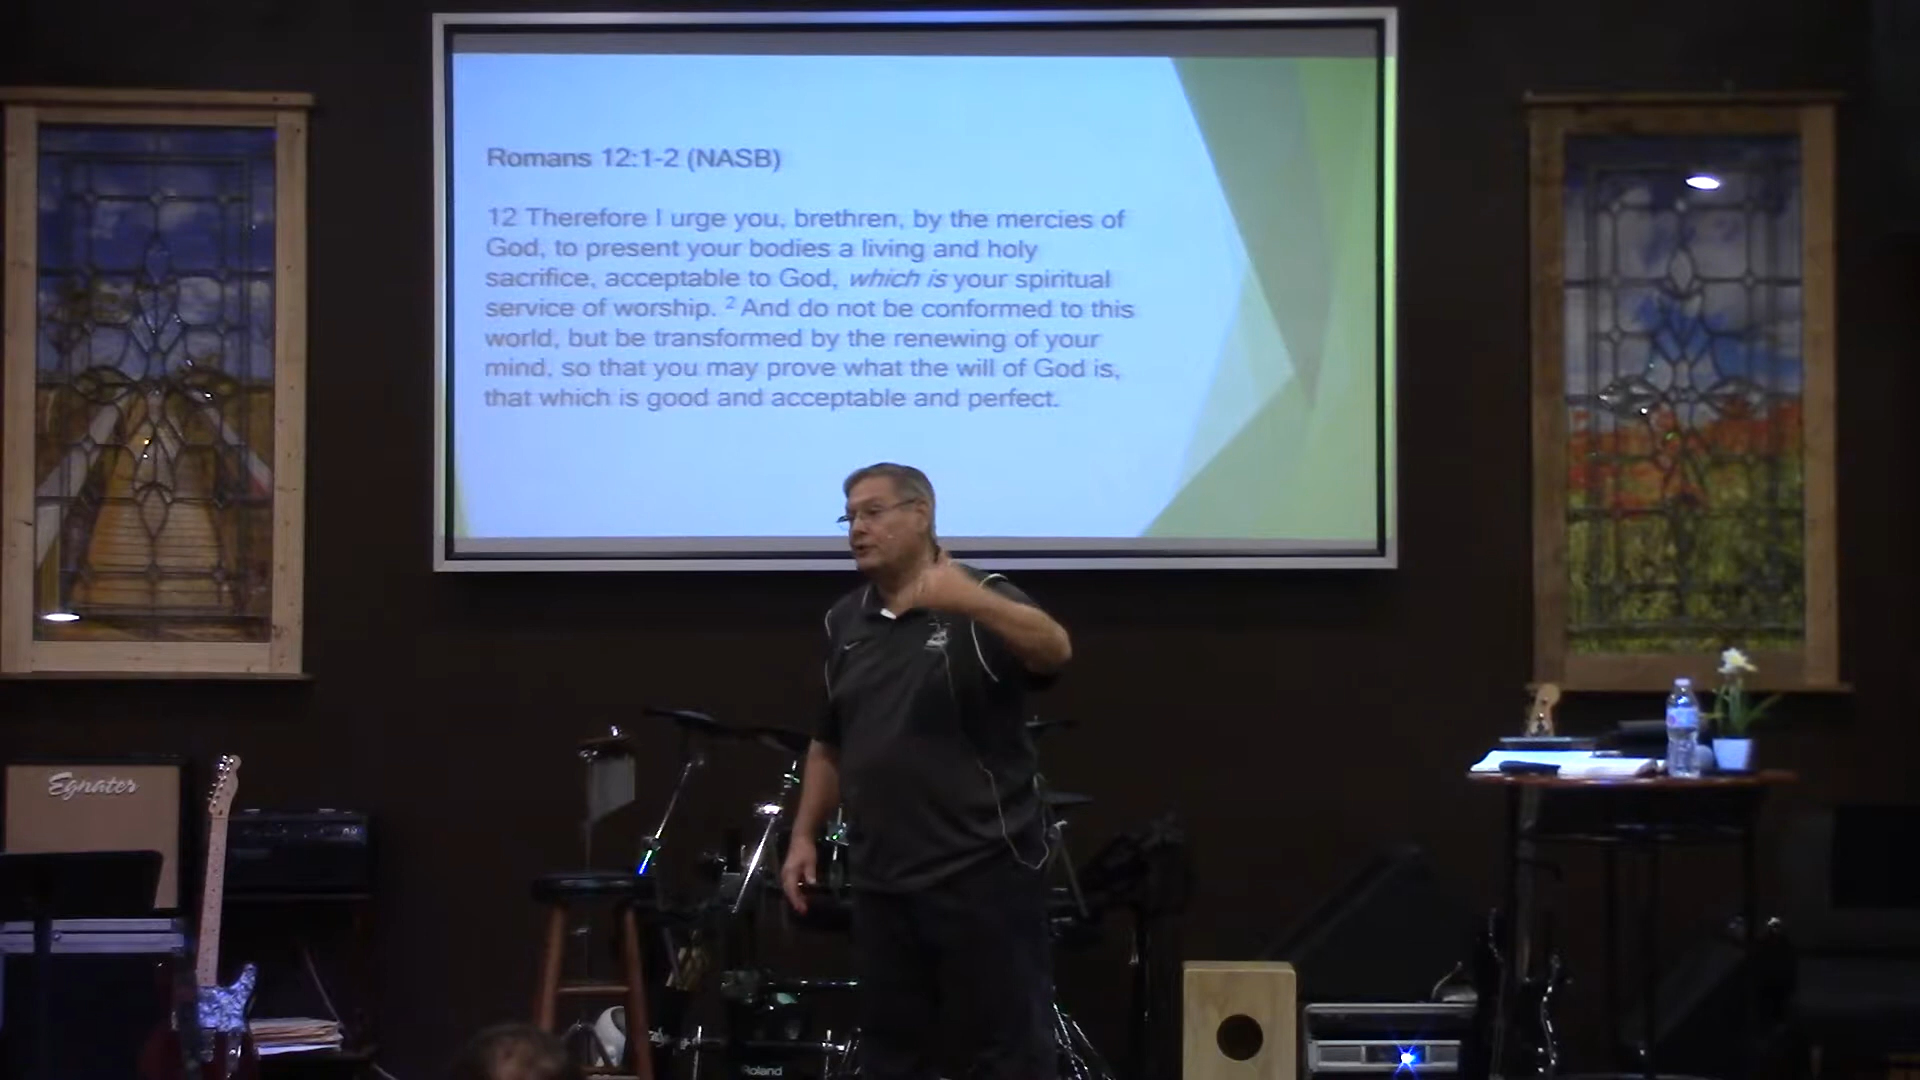 Romans 12:1-2 (NASB)
12 Therefore I urge you, brethren, by the mercies of
God, to present your bodies a living and holy
sacrifice, acceptable to God, which is your spiritual
service of worship. ² And do not be conformed to this
world, but be transformed by the renewing of your
mind, so that you may prove what the will of God is,
that which is good and acceptable and perfect.
Egnater
Roland